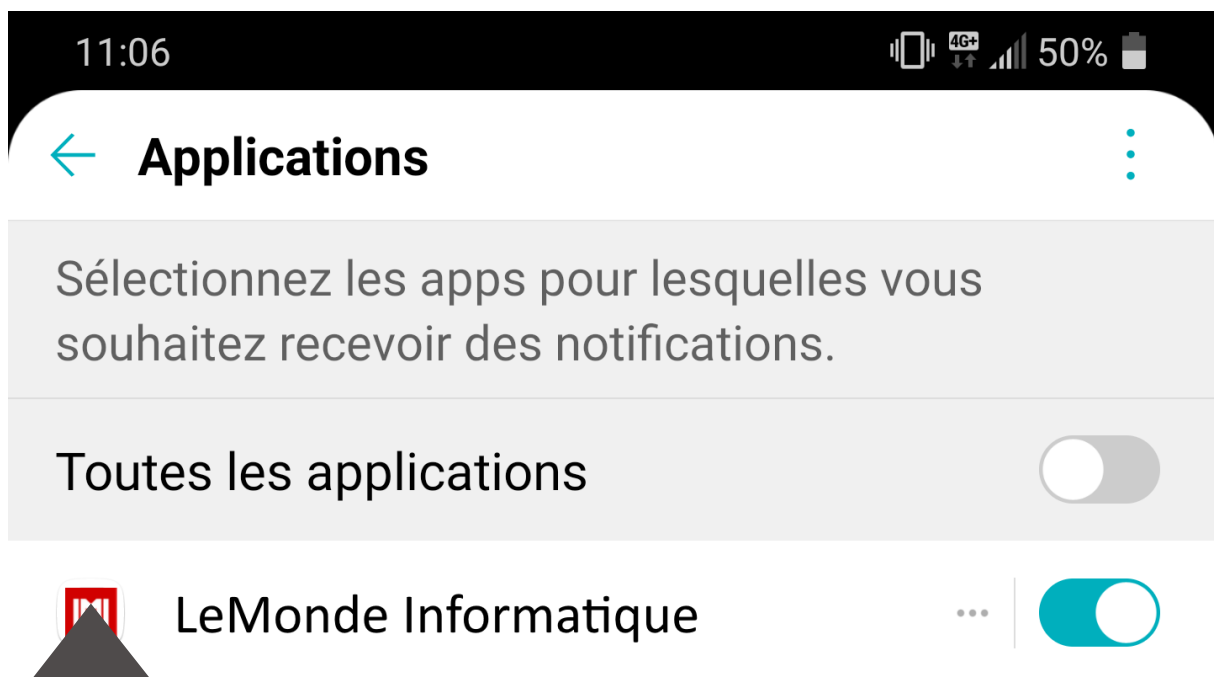 11:06 4G+ 50%
Applications
Sélectionnez les apps pour lesquelles vous
souhaitez recevoir des notifications.
Toutes les applications
LeMonde Informatique